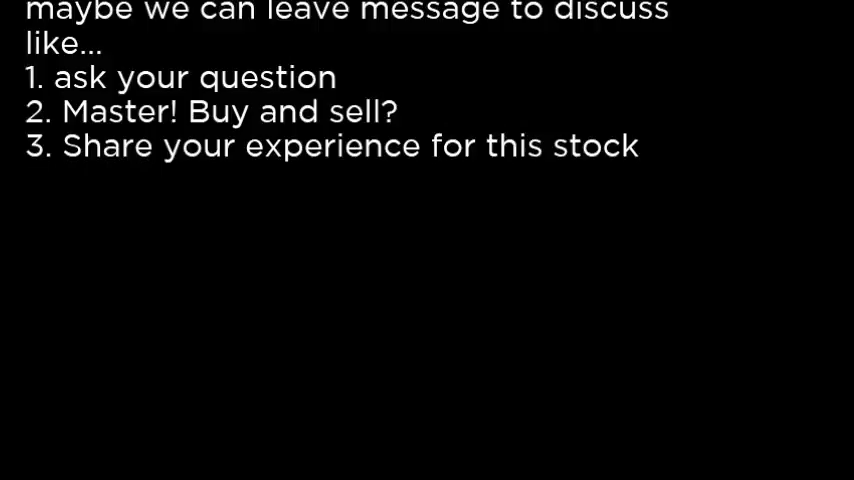 maybe we can leave message to discuss
like...
1. ask your question
2. Master! Buy and sell?
3. Share your experience for this stock